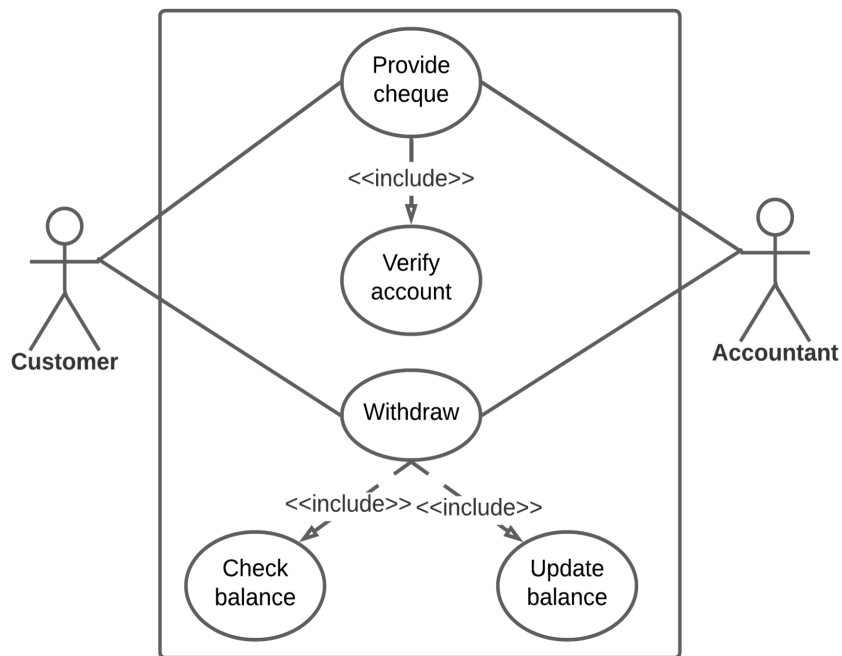 Provide
cheque
<<include>>
Verify
account
Customer
Accountant
Withdraw
<<include>>
<<include>>
Check
balance
Update
balance